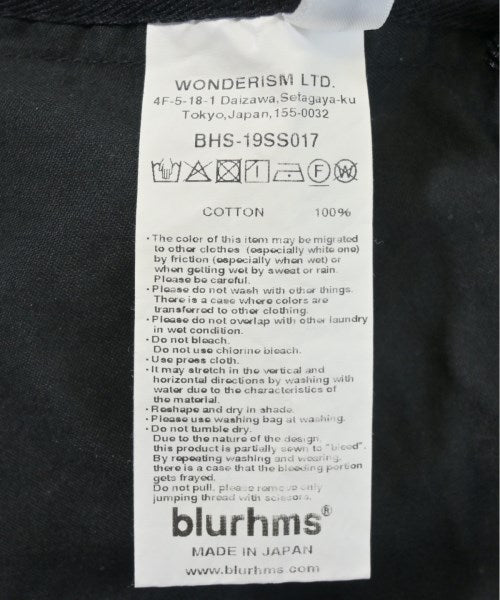 WONDERISM LTD.
4F-5-18-1 Daizawa,Setagaya-ku
Tokyo,Japan,155-0032
BHS-19SS017
COTTON 100%
・The color of this item may be migrated
to other clothes (especially white one)
by friction (especially when wet) or
when getting wet by sweat or rain.
Please be careful.
・Please do not wash with other things.
There is a case where colors are
transferred to other clothing.
・Please do not overlap with other laundry
in wet condition.
・Do not bleach.
Do not use chlorine bleach.
・Use press cloth.
・It may stretch in the vertical and
horizontal directions by washing with
water due to the characteristics of
the material.
・Reshape and dry in shade.
・Please use washing bag at washing.
・Do not tumble dry.
Due to the nature of the design,
this product is partially sewn to "bleed".
By repeating washing and wearing,
there is a case that the bleeding portion
gets frayed.
Do not pull, please remove only
jumping thread with scissors.
blurhms®
MADE IN JAPAN
www.blurhms.com